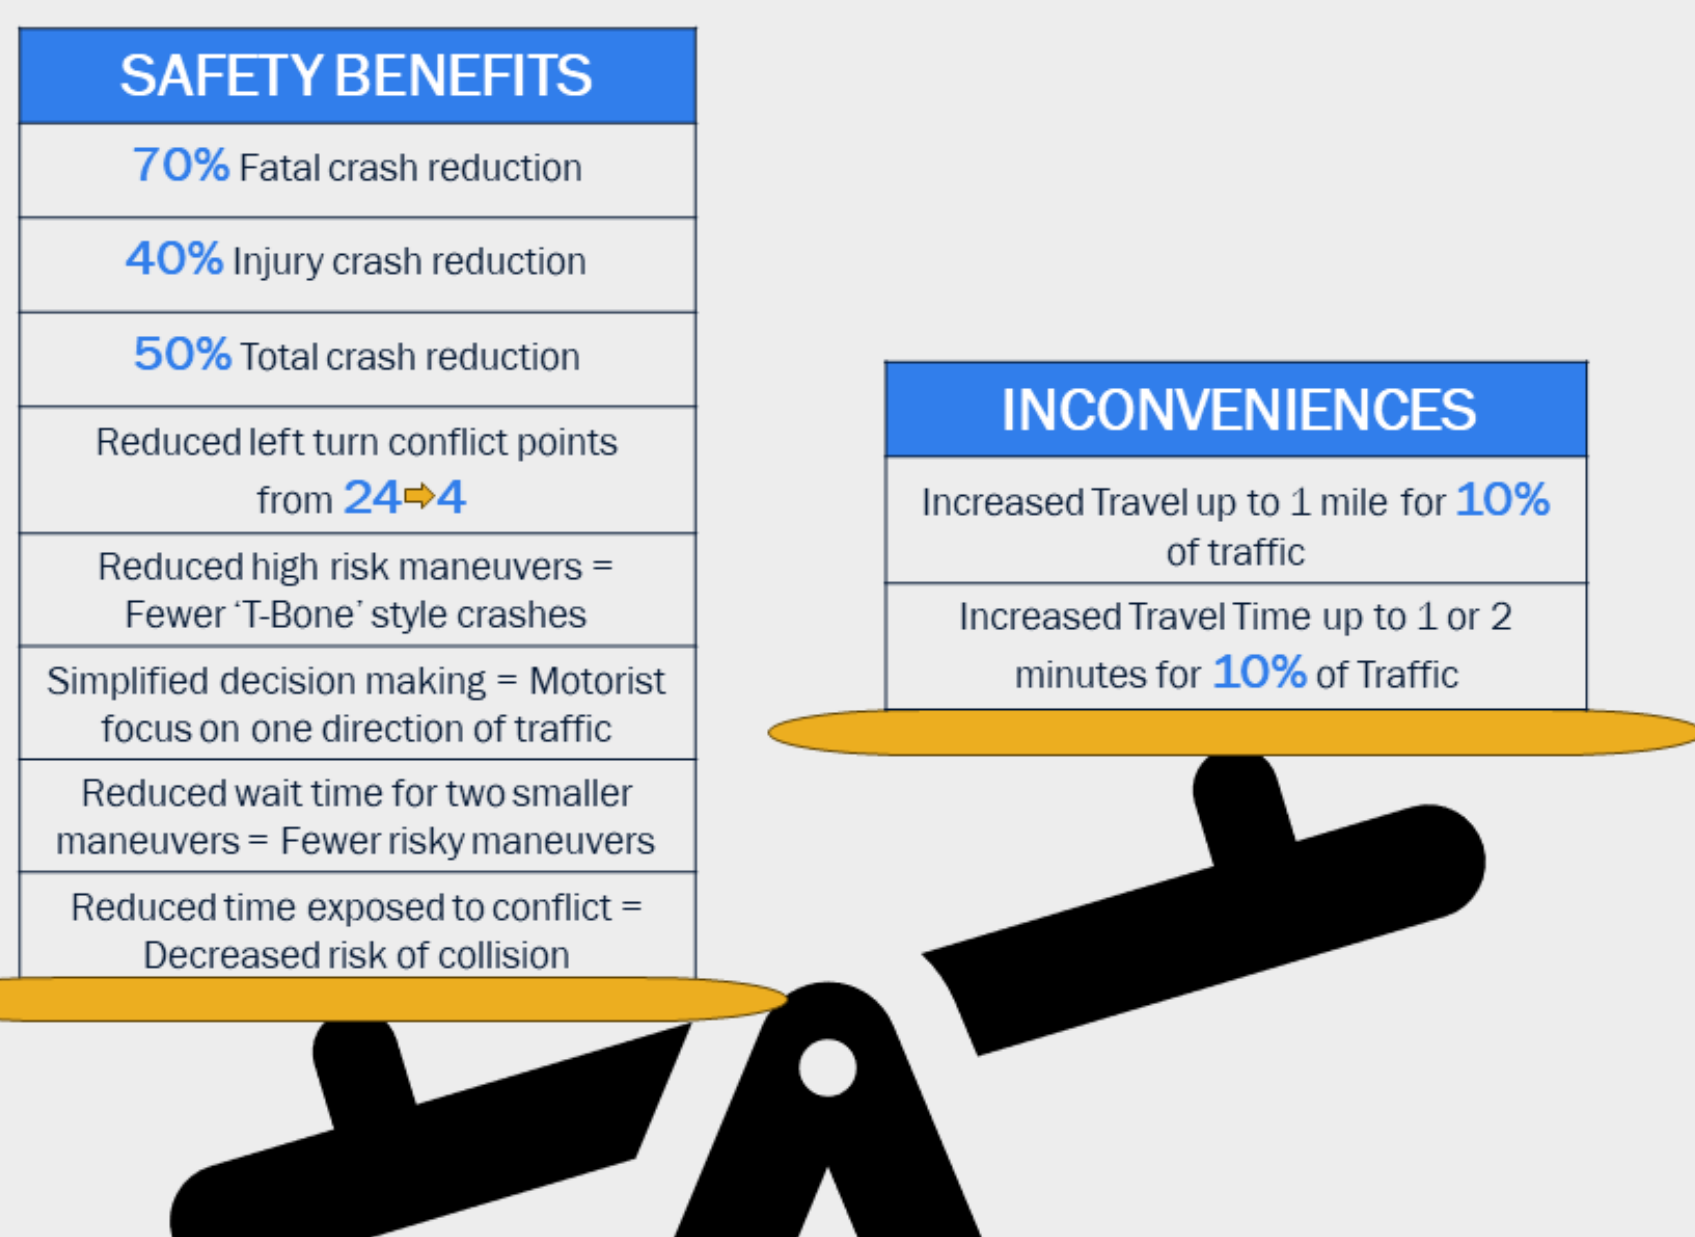 SAFETY BENEFITS
70% Fatal crash reduction
40% Injury crash reduction
50% Total crash reduction
Reduced left turn conflict points
from 24➡4
Reduced high risk maneuvers =
Fewer ‘T-Bone’ style crashes
Simplified decision making = Motorist
focus on one direction of traffic
Reduced wait time for two smaller
maneuvers = Fewer risky maneuvers
Reduced time exposed to conflict =
Decreased risk of collision
INCONVENIENCES
Increased Travel up to 1 mile for 10%
of traffic
Increased Travel Time up to 1 or 2
minutes for 10% of Traffic